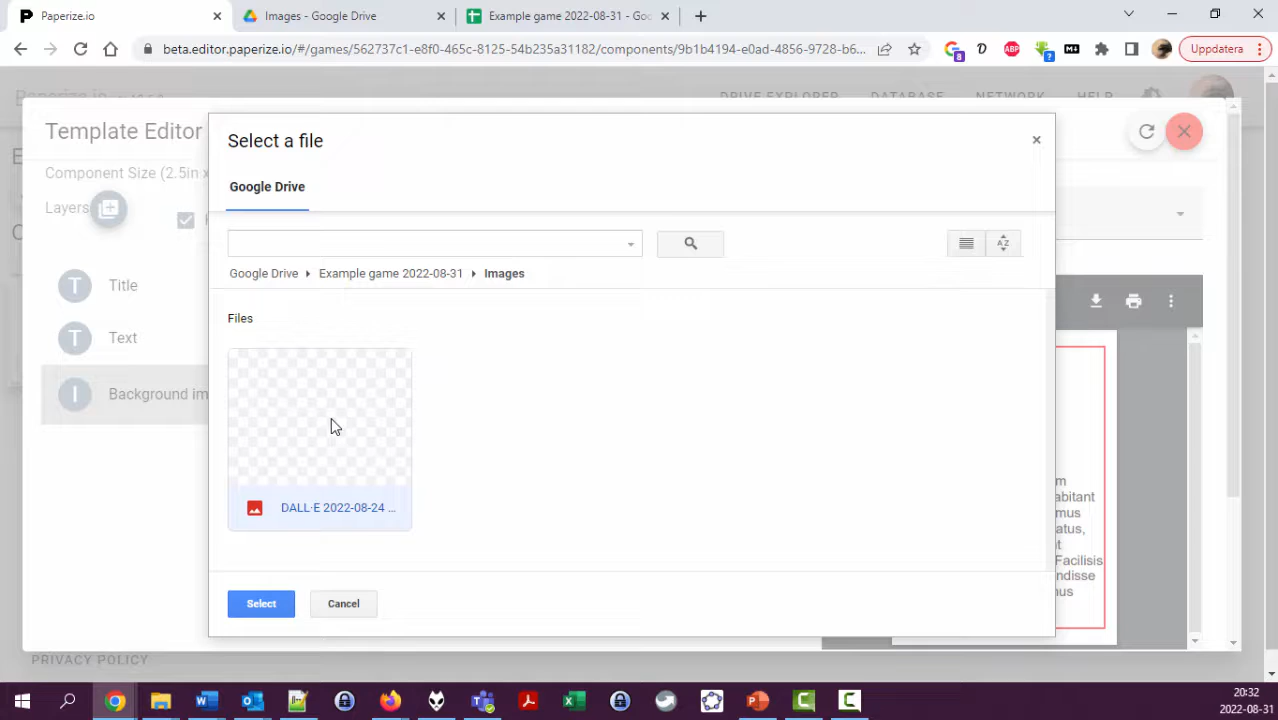 Paperize.io
Images - Google Drive
Example game 2022-08-31 - Goo
beta.editor.paperize.io/#/games/562737c1-e8f0-465c-8125-54b235a31182/components/9b1b4194-e0ad-4856-9728-b6...
Uppdatera
DRIVE EXPLORER DATABASE NETWORK HELP
Template Editor
Component Size (2.5in x
Layers
Title
Text
Background im
Select a file
Google Drive
Google Drive Example game 2022-08-31 Images
Files
DALL·E 2022-08-24 ...
Select Cancel
m
abitant
mus
atus,
et
Facilisis
ndisse
mus
PRIVACY POLICY
20:32
2022-08-31